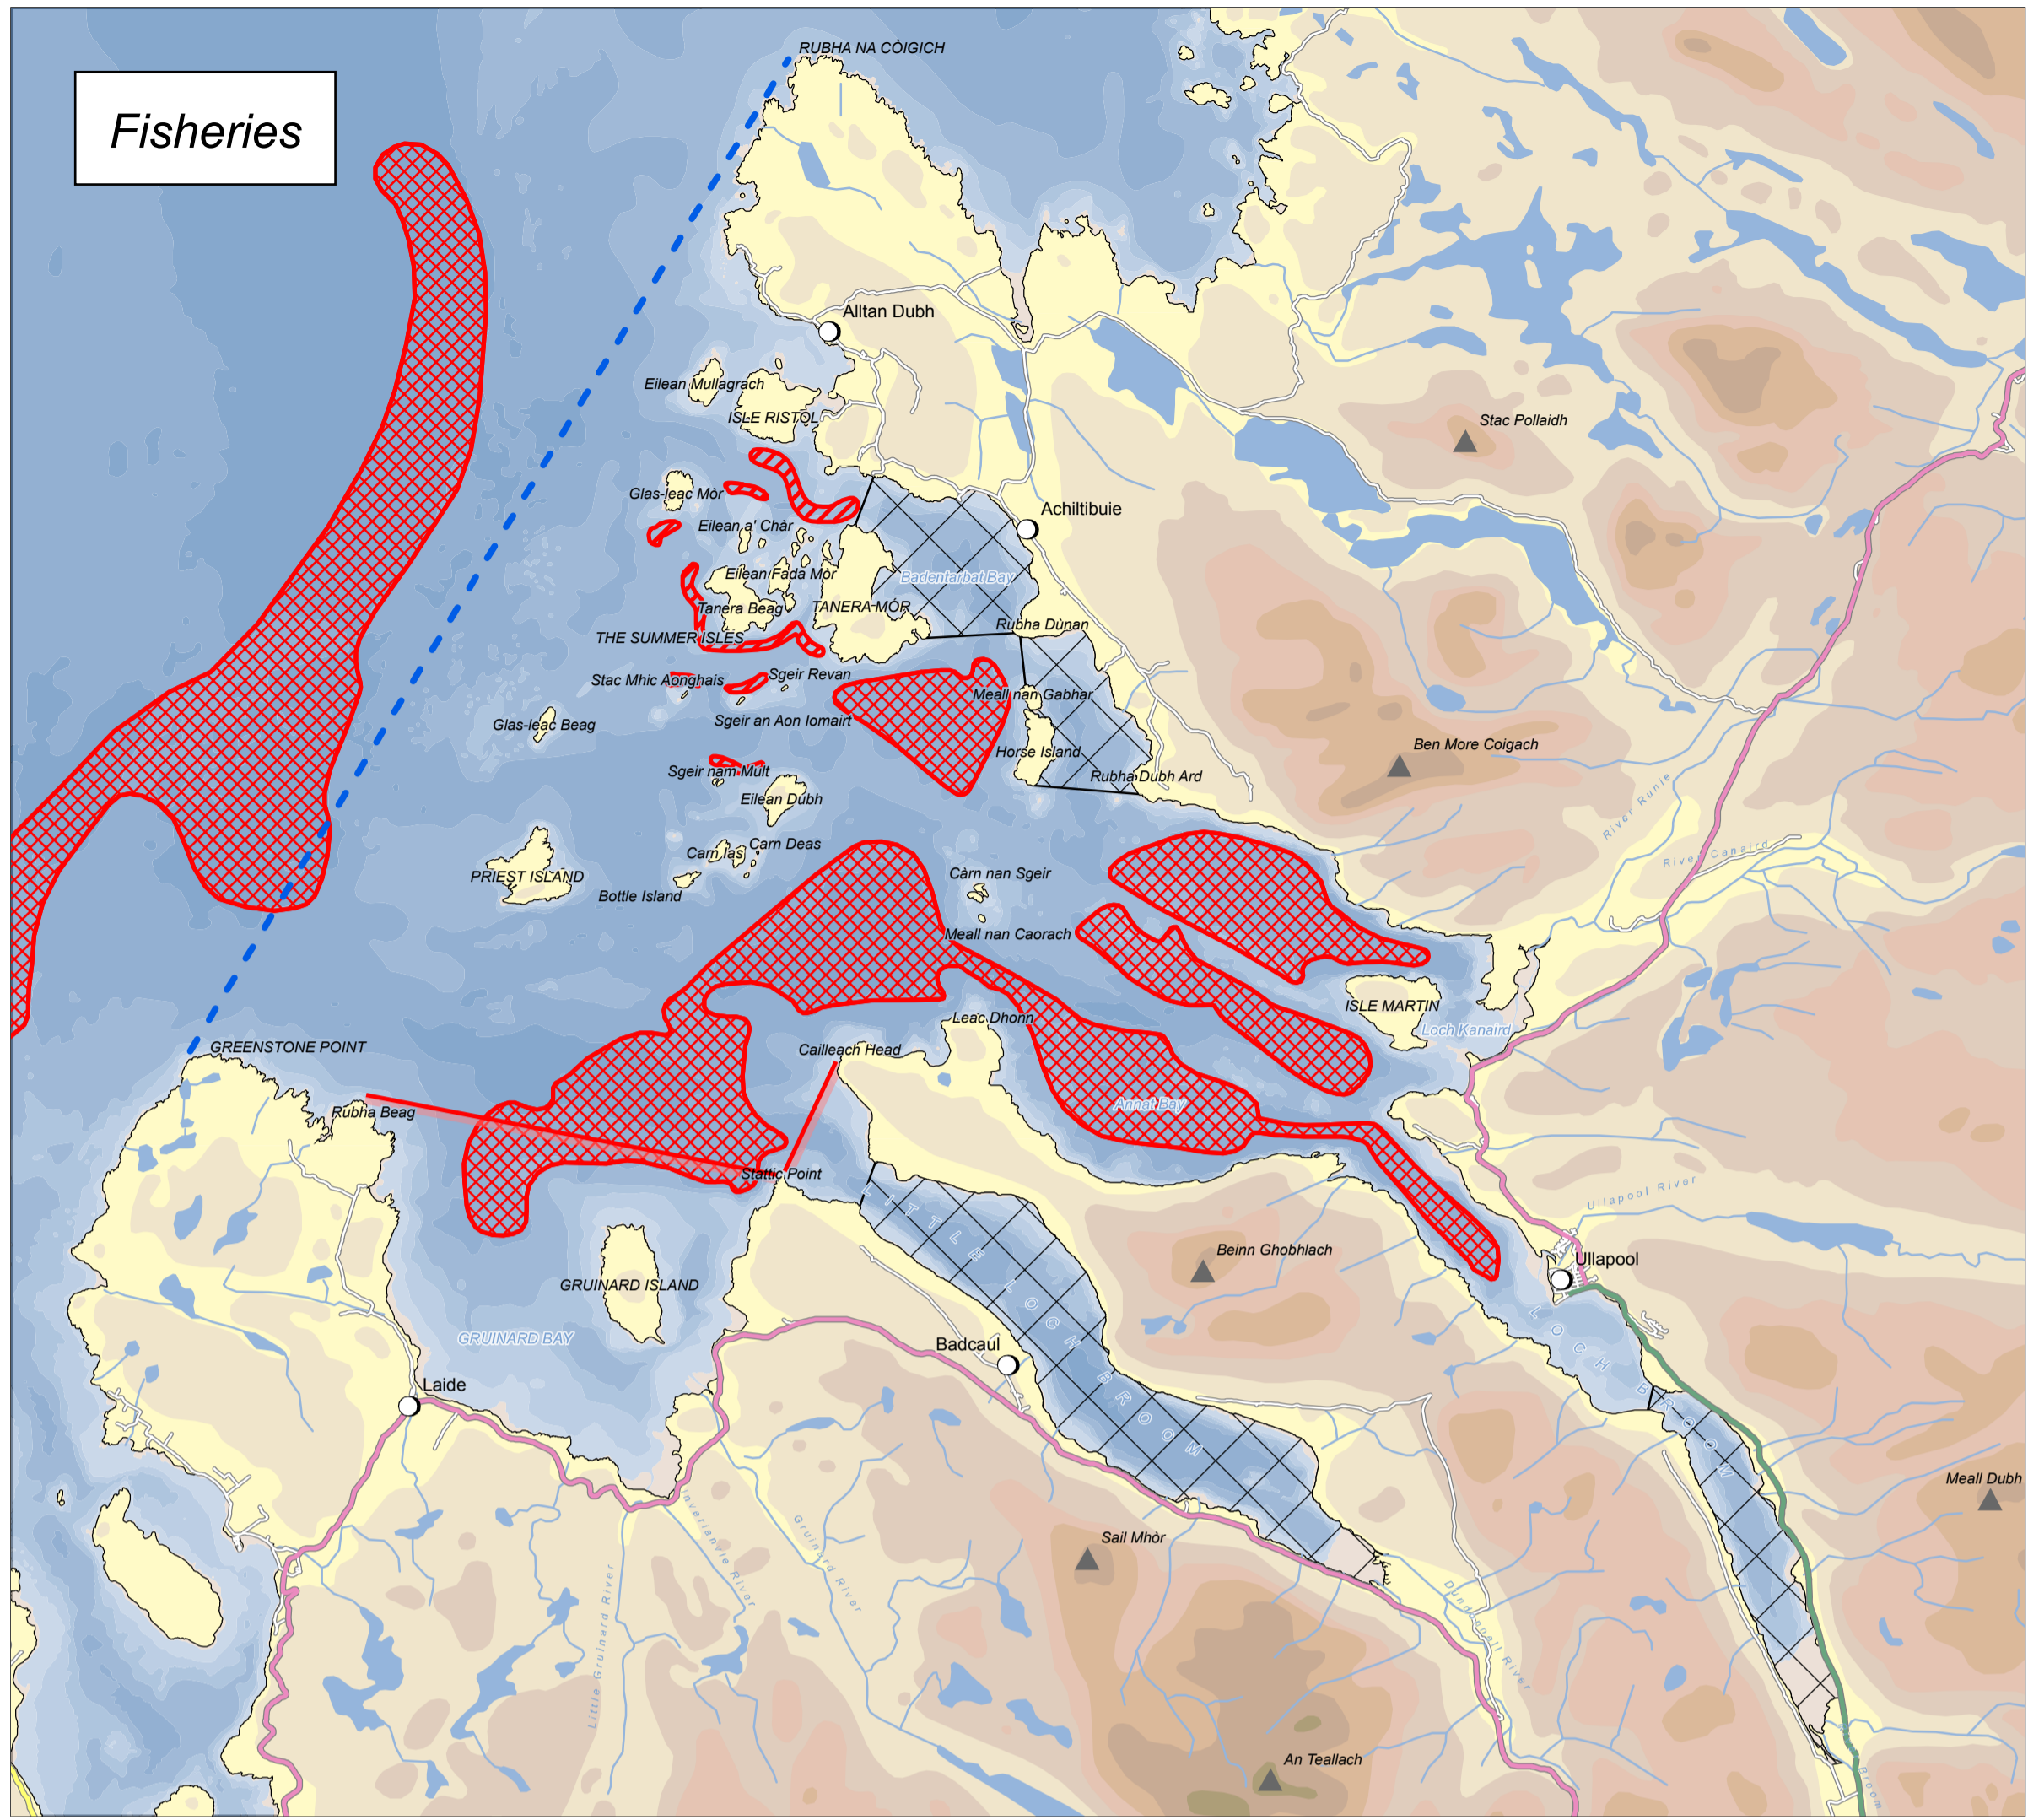 RUBHA NA CÒIGICH
Fisheries
Alltan Dubh
Eilean Mullagrach
ISLE RISTOL
Stac Pollaidh
Glas-leac Mòr
Achiltibuie
Eilean a' Chàr
Eilean Fada Mòr
Badentarbat Bay
Tanera Beag
TANERA MÒR
Rubha Dùnan
THE SUMMER ISLES
Stac Mhic Aonghais
Sgeir Revan
Meall nan Gabhar
Sgeir an Aon Iomairt
Glas-leac Beag
Ben More Coigach
Horse Island
Sgeir nam Mult
Rubha Dubh Ard
Eilean Dubh
River Runie
Carn Deas
Carn Ias
River Canaird
PRIEST ISLAND
Càrn nan Sgeir
Bottle Island
Meall nan Caorach
ISLE MARTIN
Leac Dhonn
Loch Kanaird
GREENSTONE POINT
Cailleach Head
Annat Bay
Rubha Beag
Stattic Point
Ullapool River
LITTLE LOCH BROOM
Beinn Ghobhlach
Ullapool
GRUINARD ISLAND
GRUINARD BAY
LOCH BROOM
Badcaul
Laide
Meall Dubh
Inverianvie River
Gruinard River
Sail Mhòr
Little Gruinard River
Dundonnell River
An Teallach
Broom